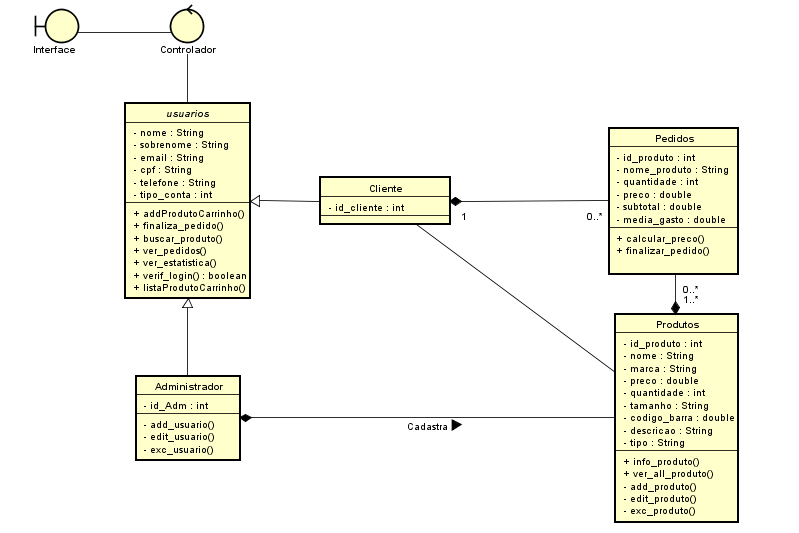 Interface
Controlador
usuarios
- nome : String
- sobrenome : String
- email : String
- cpf : String
- telefone : String
- tipo_conta : int
+ addProdutoCarrinho()
+ finaliza_pedido()
+ buscar_produto()
+ ver_pedidos()
+ ver_estatistica()
+ verif_login() : boolean
+ listaProdutoCarrinho()
Cliente
- id_cliente : int
1
0..*
Pedidos
- id_produto : int
- nome_produto : String
- quantidade : int
- preco : double
- subtotal : double
- media_gasto : double
+ calcular_preco()
+ finalizar_pedido()
0..*
1..*
Produtos
- id_produto : int
- nome : String
- marca : String
- preco : double
- quantidade : int
- tamanho : String
- codigo_barra : double
- descricao : String
- tipo : String
+ info_produto()
+ ver_all_produto()
- add_produto()
- edit_produto()
- exc_produto()
Administrador
- id_Adm : int
- add_usuario()
- edit_usuario()
- exc_usuario()
Cadastra